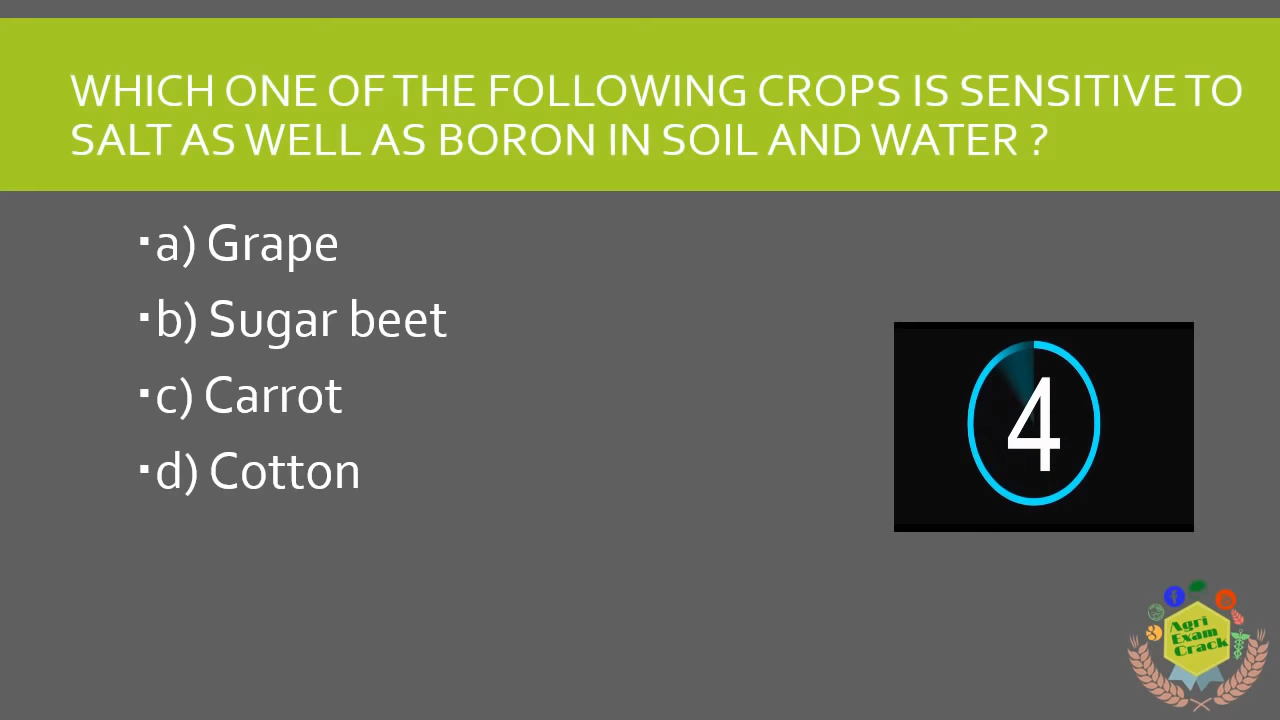 WHICH ONE OF THE FOLLOWING CROPS IS SENSITIVE TO
SALT AS WELL AS BORON IN SOIL AND WATER ?
a) Grape
b) Sugar beet
c) Carrot
d) Cotton
4
Agri
Exam
Crack